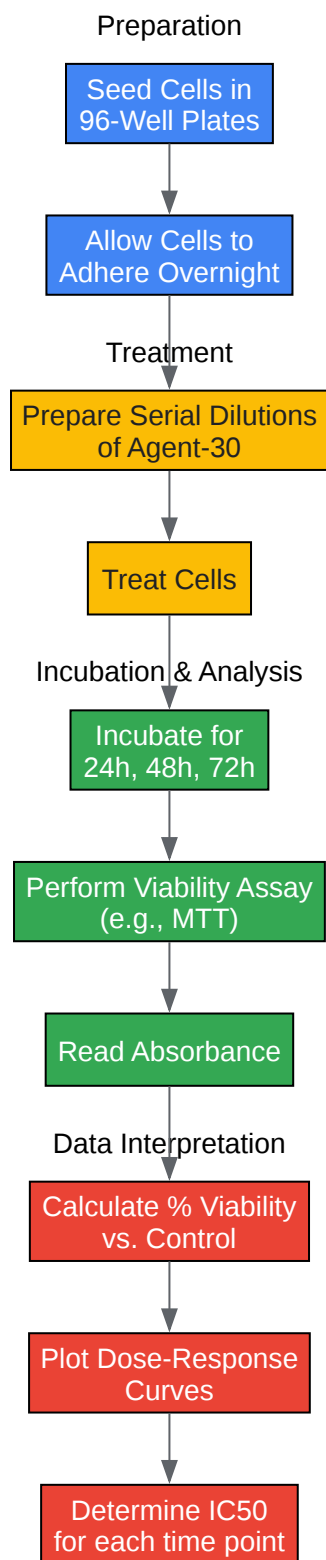 Preparation
Seed Cells in
96-Well Plates
Allow Cells to
Adhere Overnight
Treatment
Prepare Serial Dilutions
of Agent-30
Treat Cells
Incubation & Analysis
Incubate for
24h, 48h, 72h
Perform Viability Assay
(e.g., MTT)
Read Absorbance
Data Interpretation
Calculate % Viability
vs. Control
Plot Dose-Response
Curves
Determine IC50
for each time point